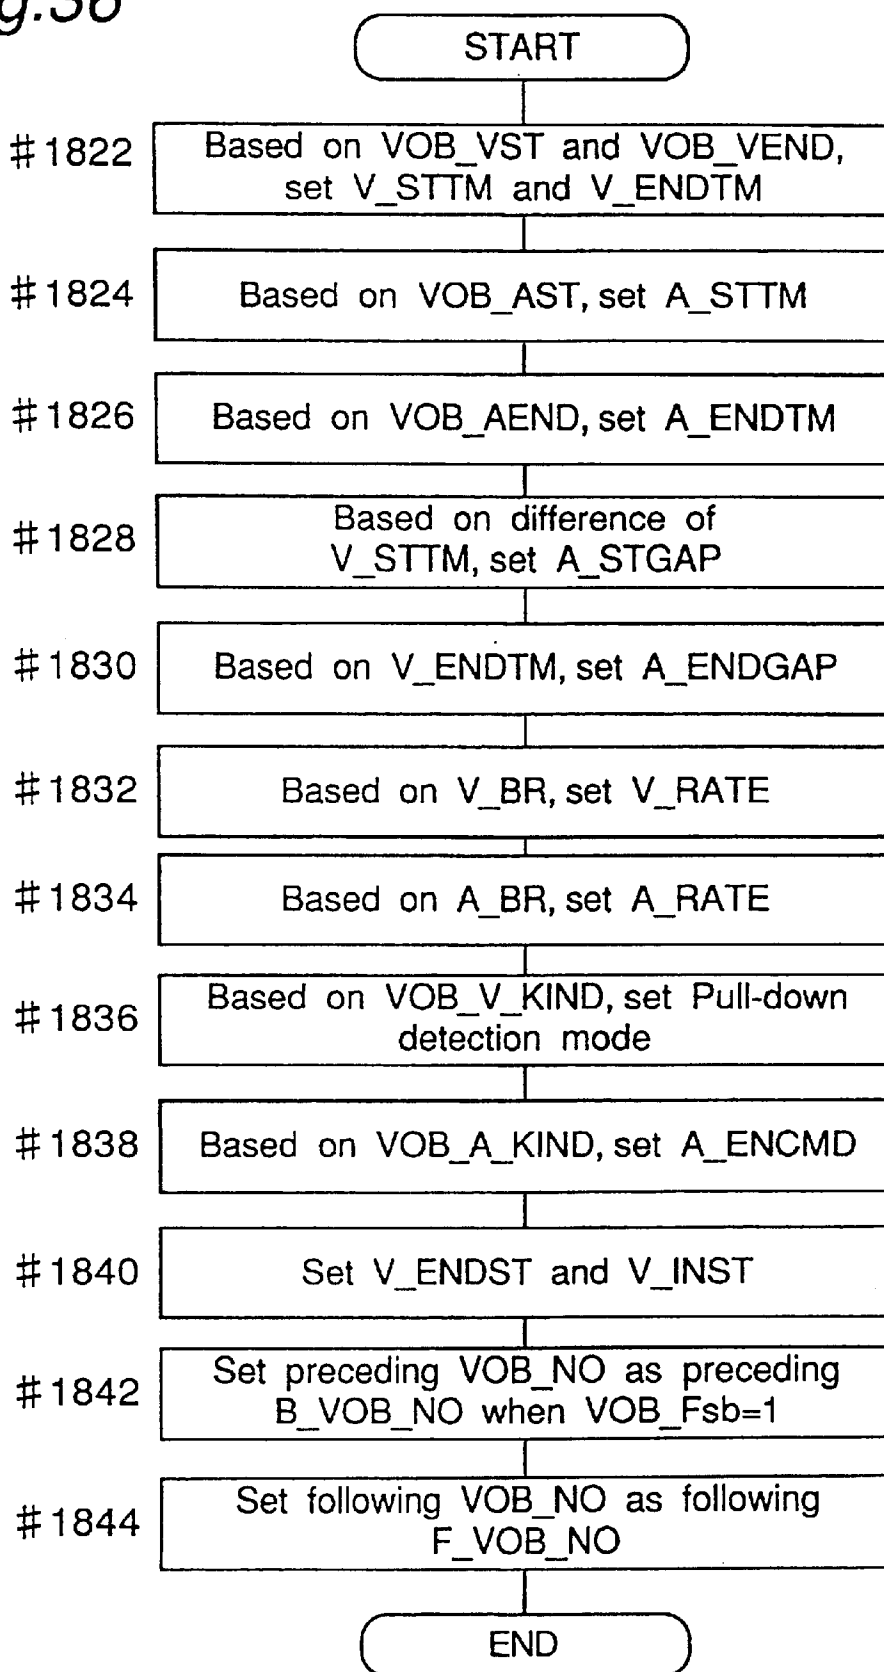 g.36
START
#1822 Based on VOB_VST and VOB_VEND,
set V_STTM and V_ENDTM
#1824 Based on VOB_AST, set A_STTM
#1826 Based on VOB_AEND, set A_ENDTM
#1828 Based on difference of
V_STTM, set A_STGAP
#1830 Based on V_ENDTM, set A_ENDGAP
#1832 Based on V_BR, set V_RATE
#1834 Based on A_BR, set A_RATE
#1836 Based on VOB_V_KIND, set Pull-down
detection mode
#1838 Based on VOB_A_KIND, set A_ENCMD
#1840 Set V_ENDST and V_INST
#1842 Set preceding VOB_NO as preceding
B_VOB_NO when VOB_Fsb=1
#1844 Set following VOB_NO as following
F_VOB_NO
END